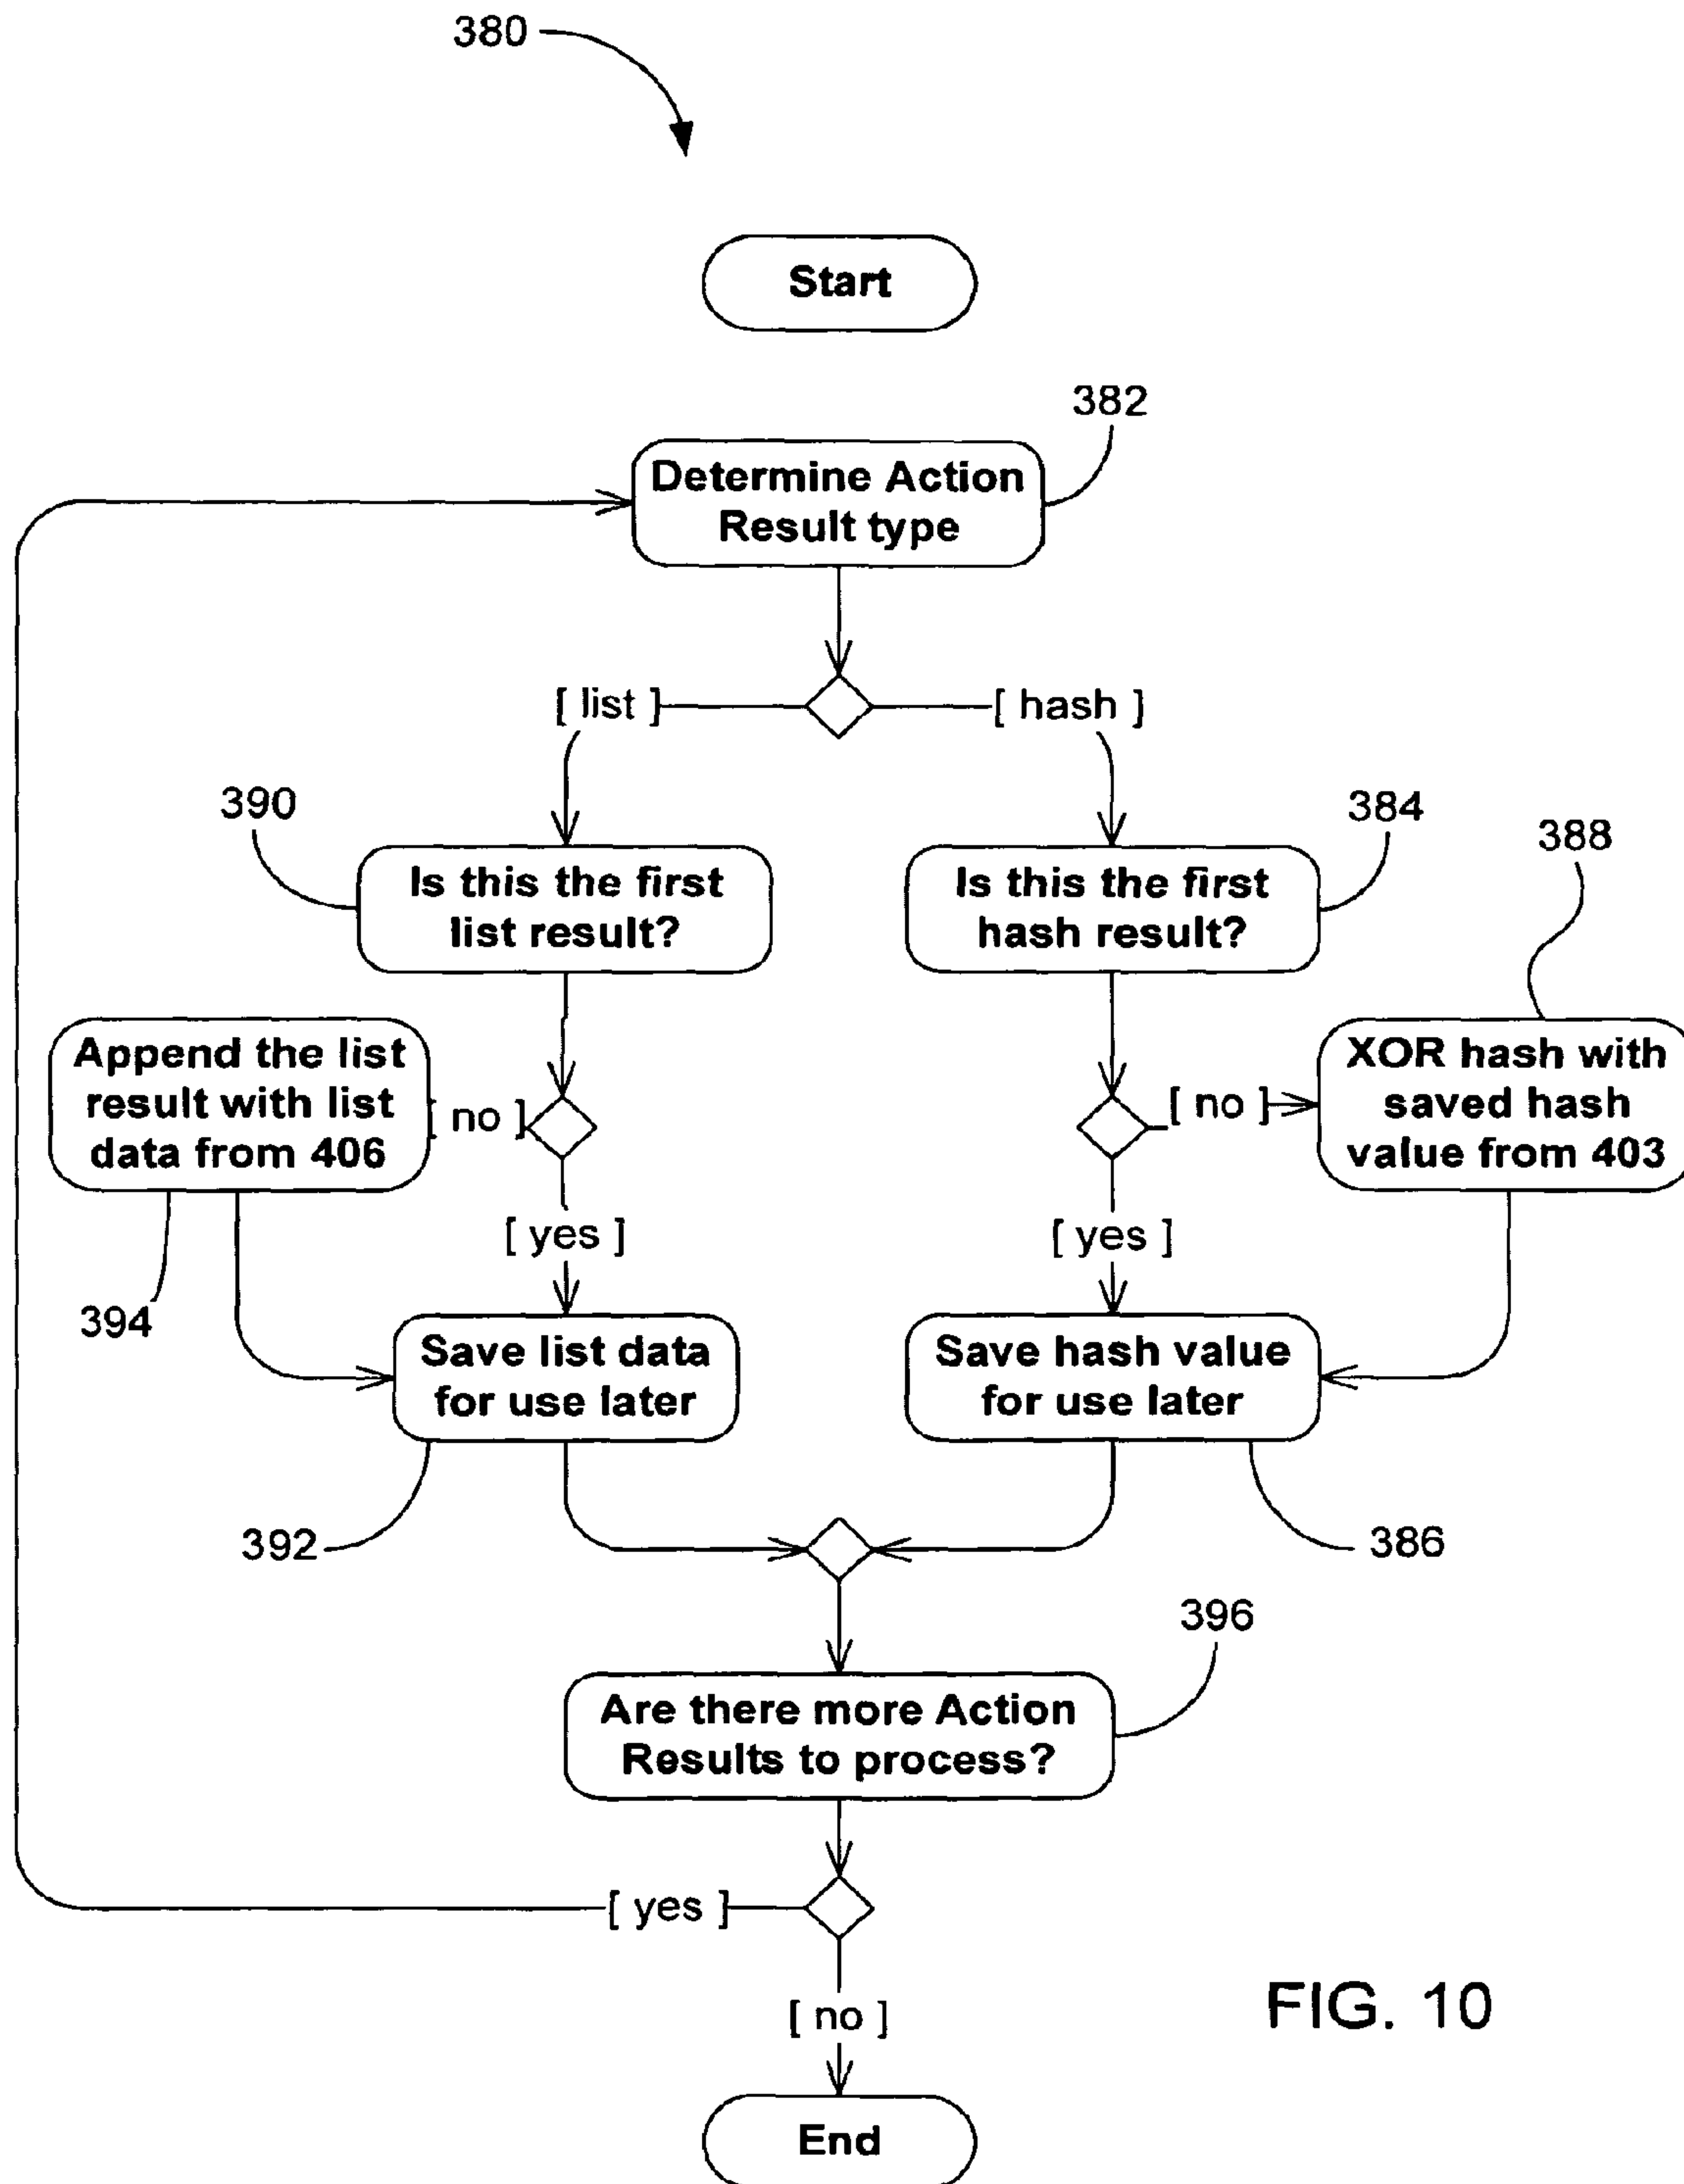 380
Start
382
Determine Action
Result type
[ list ]
[ hash ]
390
384
388
Is this the first
list result?
Is this the first
hash result?
Append the list
result with list
data from 406
[ no ]
[ no ]
XOR hash with
saved hash
value from 403
[ yes ]
[ yes ]
394
Save list data
for use later
Save hash value
for use later
392
386
396
Are there more Action
Results to process?
[ yes ]
[ no ]
FIG. 10
End